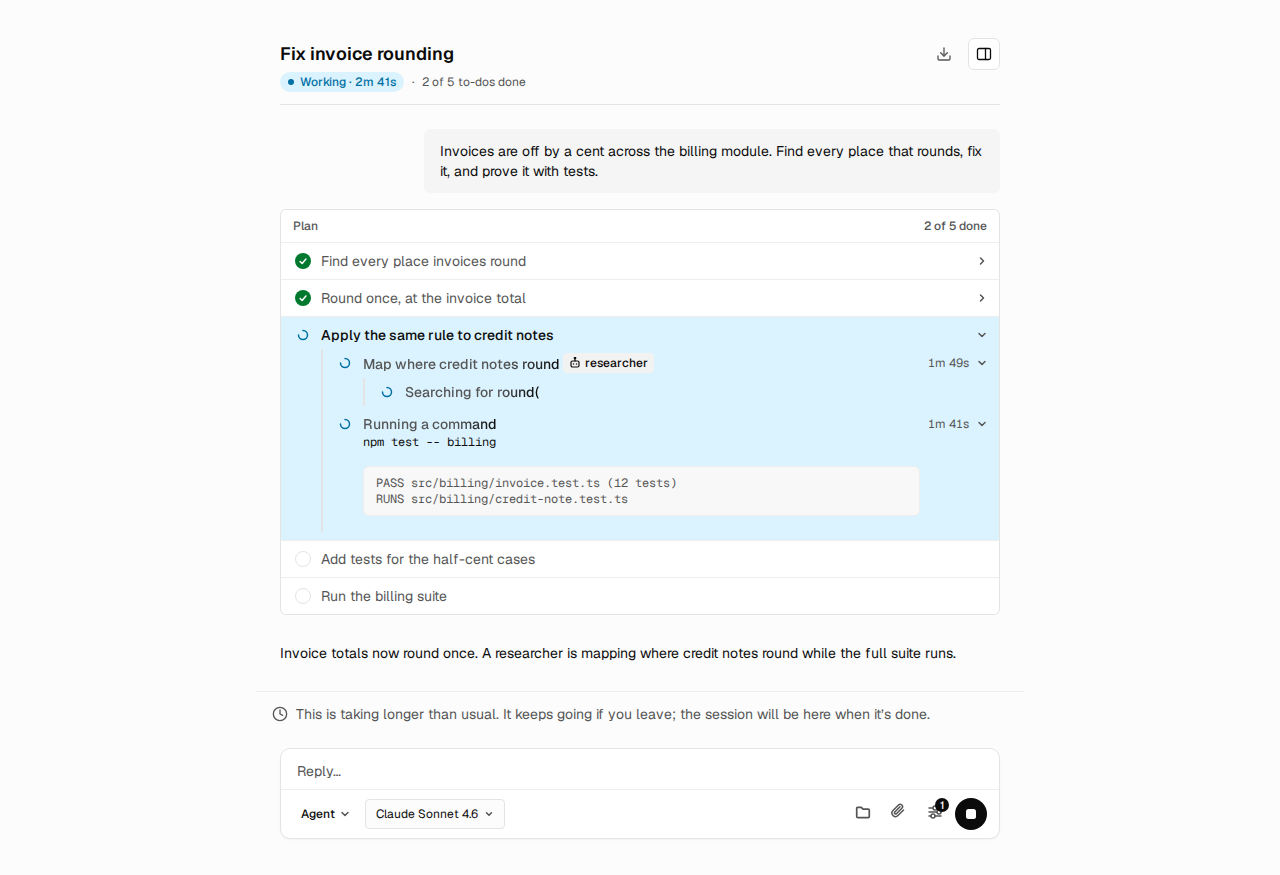 Fix invoice rounding
Working · 2m 41s · 2 of 5 to-dos done
Invoices are off by a cent across the billing module. Find every place that rounds, fix
it, and prove it with tests.
Plan 2 of 5 done
Find every place invoices round
Round once, at the invoice total
Apply the same rule to credit notes
Map where credit notes round researcher 1m 49s
Searching for round(
Running a command 1m 41s
npm test -- billing
PASS src/billing/invoice.test.ts (12 tests)
RUNS src/billing/credit-note.test.ts
Add tests for the half-cent cases
Run the billing suite
Invoice totals now round once. A researcher is mapping where credit notes round while the full suite runs.
This is taking longer than usual. It keeps going if you leave; the session will be here when it's done.
Reply…
Agent Claude Sonnet 4.6 1